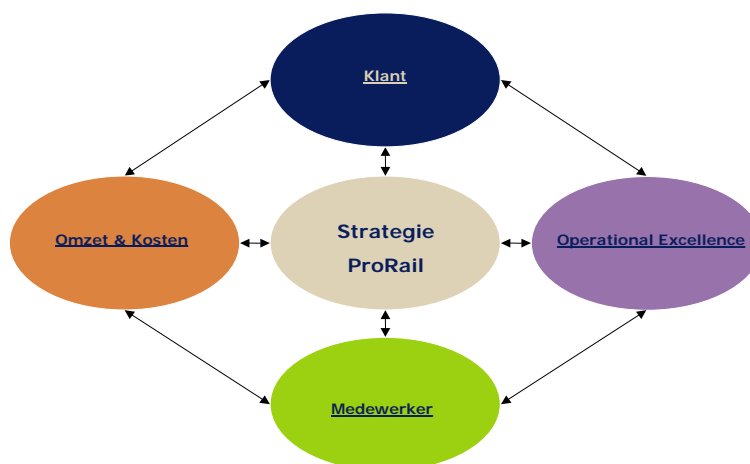 Klant
Omzet & Kosten
Strategie
ProRail
Operational Excellence
Medewerker